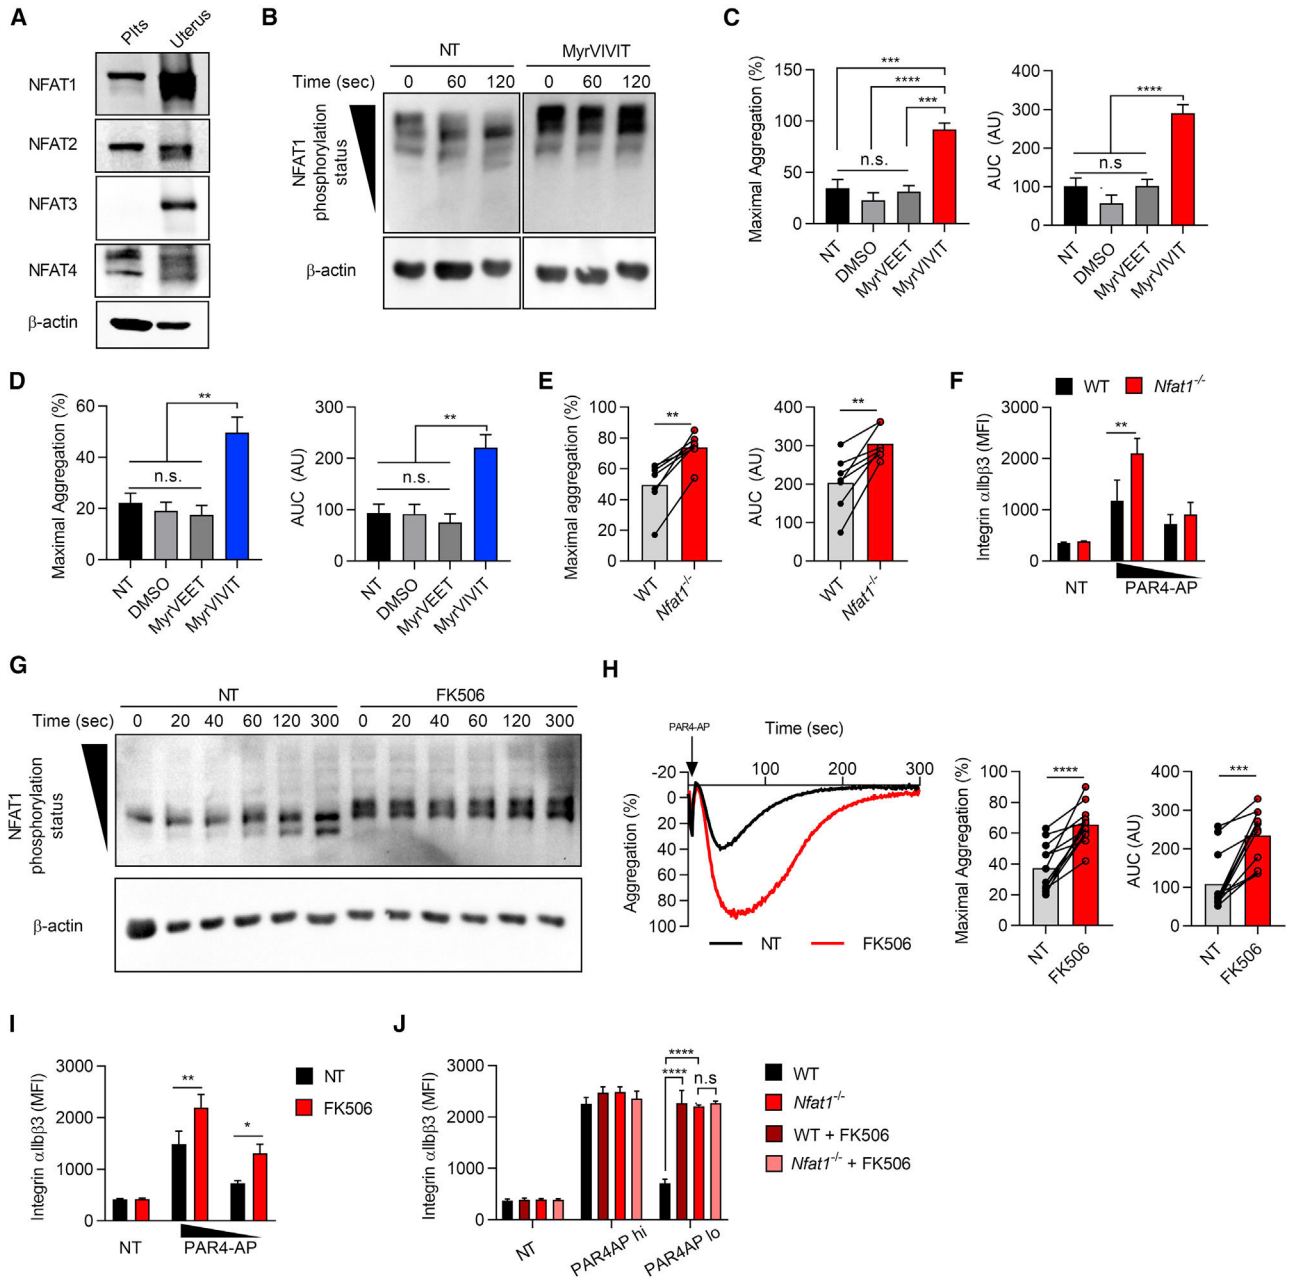 A
Plts
Uterus
NFAT1
NFAT2
NFAT3
NFAT4
β-actin
B
NT
MyrVIVIT
Time (sec)
0
60
120
0
60
120
NFAT1
phosphorylation
status
β-actin
C
Maximal Aggregation (%)
150
100
50
0
***
****
***
n.s.
NT
DMSO
MyrVEET
MyrVIVIT
AUC (AU)
400
300
200
100
0
****
n.s
NT
DMSO
MyrVEET
MyrVIVIT
D
Maximal Aggregation (%)
60
40
20
0
**
n.s.
NT
DMSO
MyrVEET
MyrVIVIT
AUC (AU)
300
200
100
0
**
n.s.
NT
DMSO
MyrVEET
MyrVIVIT
E
Maximal aggregation (%)
100
80
60
40
20
0
**
WT
Nfat1-/-
AUC (AU)
400
300
200
100
0
**
WT
Nfat1-/-
F
WT
Nfat1-/-
Integrin αIIbβ3 (MFI)
3000
2000
1000
0
**
NT
PAR4-AP
G
NT
FK506
Time (sec)
0
20
40
60
120
300
0
20
40
60
120
300
NFAT1
phosphorylation
status
β-actin
H
PAR4-AP
Time (sec)
100
200
300
Aggregation (%)
-20
0
20
40
60
80
100
NT
FK506
Maximal Aggregation (%)
100
80
60
40
20
0
****
NT
FK506
AUC (AU)
400
300
200
100
0
***
NT
FK506
I
Integrin αIIbβ3 (MFI)
3000
2000
1000
0
**
*
NT
PAR4-AP
NT
FK506
J
Integrin αIIbβ3 (MFI)
3000
2000
1000
0
****
****
n.s
NT
PAR4AP hi
PAR4AP lo
WT
Nfat1-/-
WT + FK506
Nfat1-/- + FK506